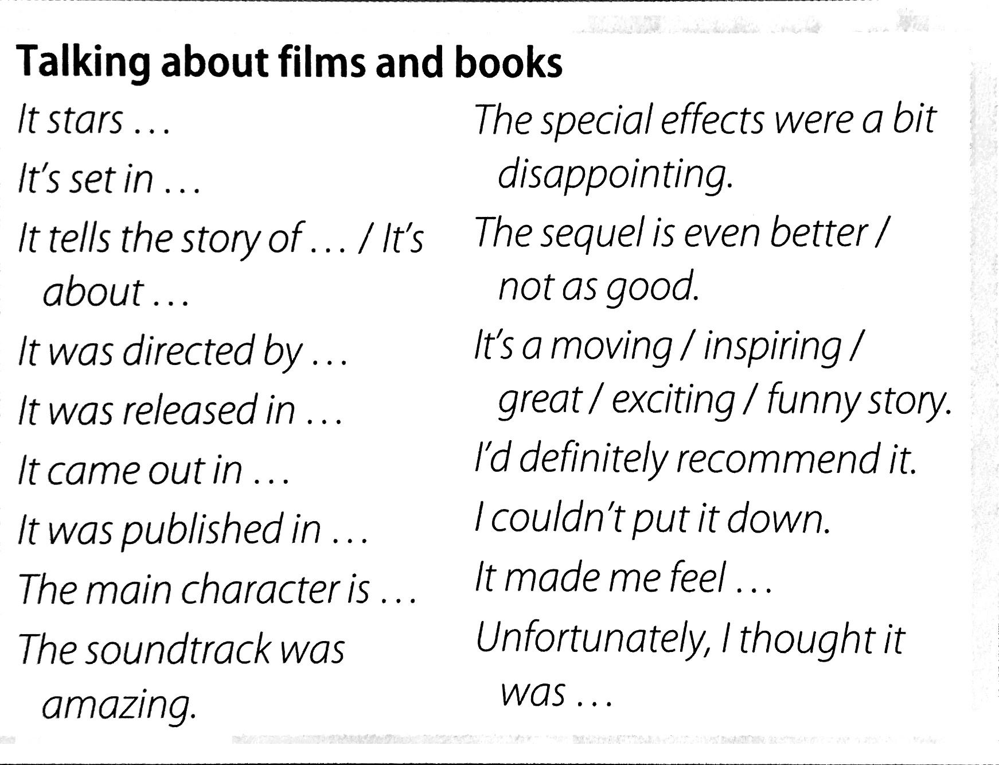 Talking about films and books
It stars …
It's set in …
It tells the story of … / It's
about …
It was directed by …
It was released in …
It came out in …
It was published in …
The main character is …
The soundtrack was
amazing.
The special effects were a bit
disappointing.
The sequel is even better /
not as good.
It's a moving / inspiring /
great / exciting / funny story.
I'd definitely recommend it.
I couldn't put it down.
It made me feel …
Unfortunately, I thought it
was …